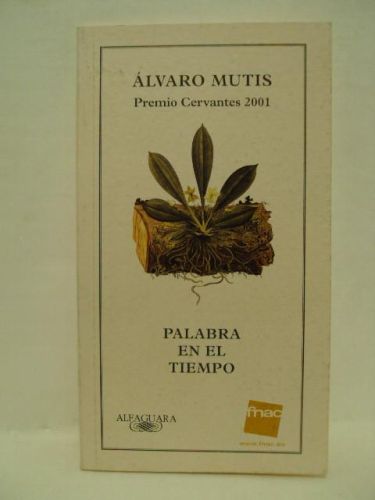 ÁLVARO MUTIS
Premio Cervantes 2001
PALABRA
EN EL
TIEMPO
ALFAGUARA
fnac